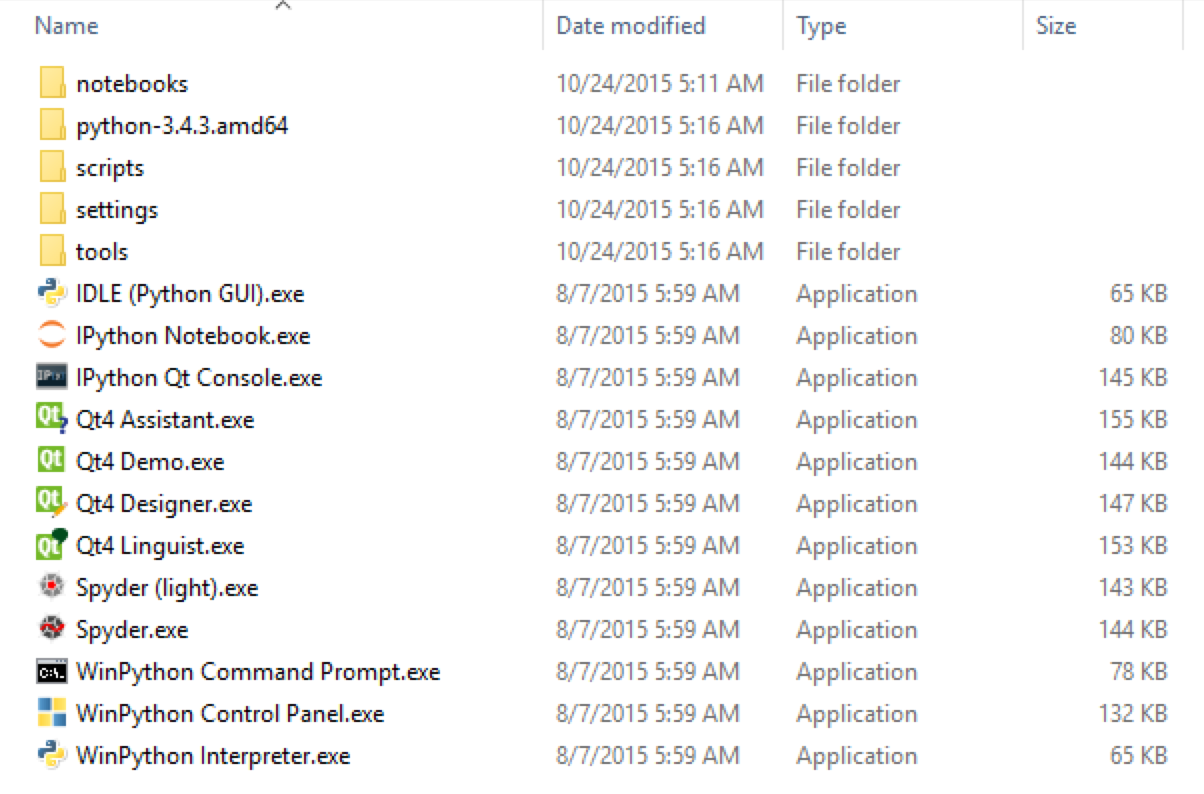 Name Date modified Type Size
notebooks 10/24/2015 5:11 AM File folder
python-3.4.3.amd64 10/24/2015 5:16 AM File folder
scripts 10/24/2015 5:16 AM File folder
settings 10/24/2015 5:16 AM File folder
tools 10/24/2015 5:16 AM File folder
IDLE (Python GUI).exe 8/7/2015 5:59 AM Application 65 KB
IPython Notebook.exe 8/7/2015 5:59 AM Application 80 KB
IPython Qt Console.exe 8/7/2015 5:59 AM Application 145 KB
Qt Qt4 Assistant.exe 8/7/2015 5:59 AM Application 155 KB
Qt Qt4 Demo.exe 8/7/2015 5:59 AM Application 144 KB
Qt Qt4 Designer.exe 8/7/2015 5:59 AM Application 147 KB
Qt Qt4 Linguist.exe 8/7/2015 5:59 AM Application 153 KB
Spyder (light).exe 8/7/2015 5:59 AM Application 143 KB
Spyder.exe 8/7/2015 5:59 AM Application 144 KB
C:\. WinPython Command Prompt.exe 8/7/2015 5:59 AM Application 78 KB
WinPython Control Panel.exe 8/7/2015 5:59 AM Application 132 KB
WinPython Interpreter.exe 8/7/2015 5:59 AM Application 65 KB